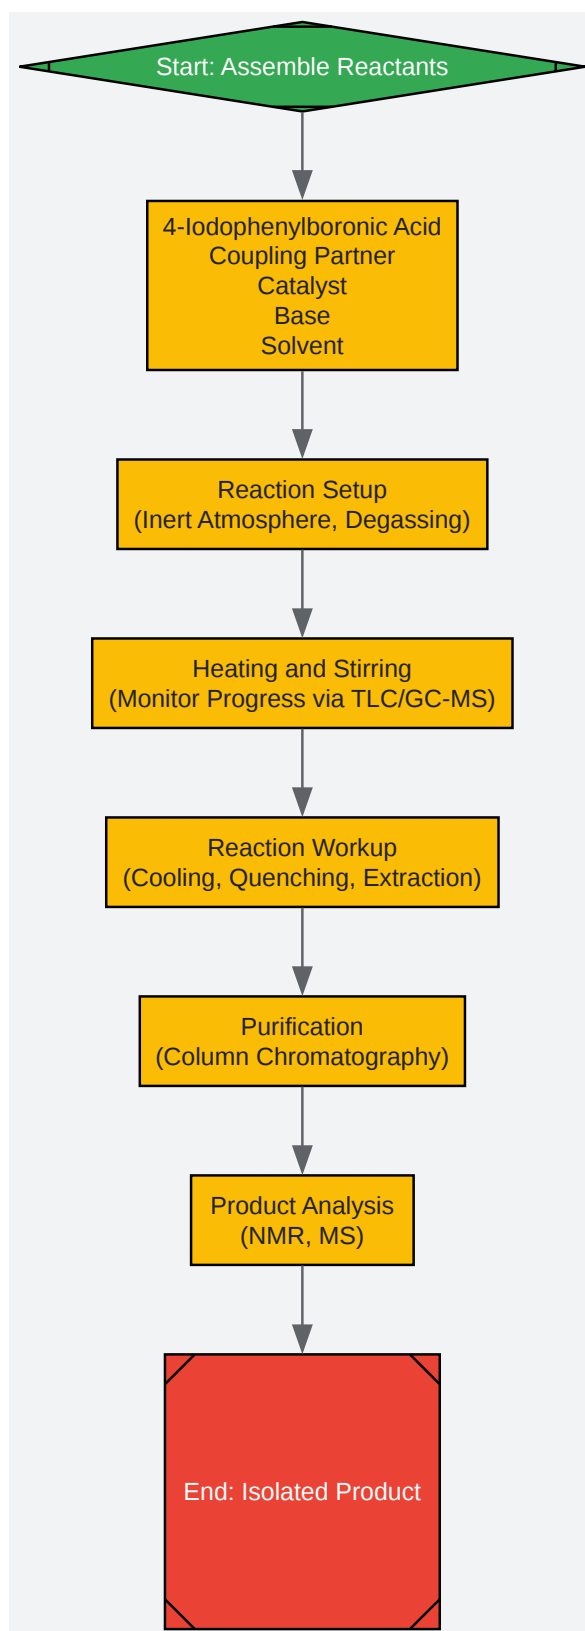 Start: Assemble Reactants
4-Iodophenylboronic Acid
Coupling Partner
Catalyst
Base
Solvent
Reaction Setup
(Inert Atmosphere, Degassing)
Heating and Stirring
(Monitor Progress via TLC/GC-MS)
Reaction Workup
(Cooling, Quenching, Extraction)
Purification
(Column Chromatography)
Product Analysis
(NMR, MS)
End: Isolated Product